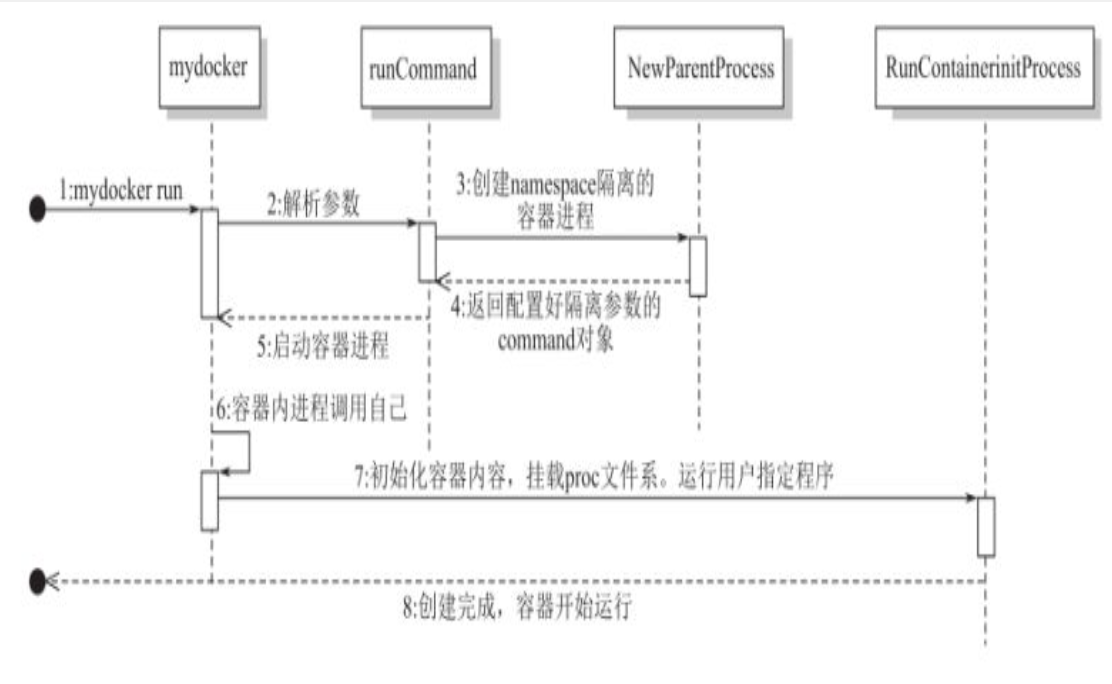 mydocker
runCommand
NewParentProcess
RunContainerinitProcess
1:mydocker run
2:解析参数
3:创建namespace隔离的
容器进程
4:返回配置好隔离参数的
command对象
5:启动容器进程
6:容器内进程调用自己
7:初始化容器内容，挂载proc文件系。运行用户指定程序
8:创建完成，容器开始运行